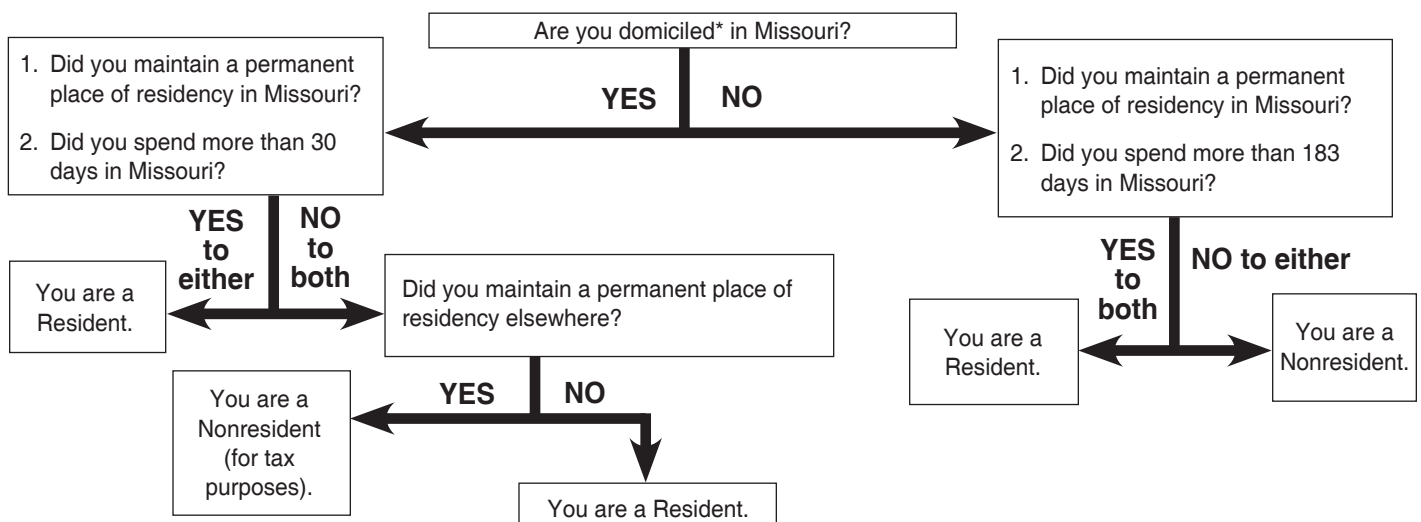 Are you domiciled* in Missouri?
YES
NO
1. Did you maintain a permanent
place of residency in Missouri?
2. Did you spend more than 30
days in Missouri?
1. Did you maintain a permanent
place of residency in Missouri?
2. Did you spend more than 183
days in Missouri?
YES
to
either
NO
to
both
You are a
Resident.
Did you maintain a permanent place of
residency elsewhere?
YES
NO
You are a
Nonresident
(for tax
purposes).
You are a Resident.
YES
to
both
NO to either
You are a
Resident.
You are a
Nonresident.